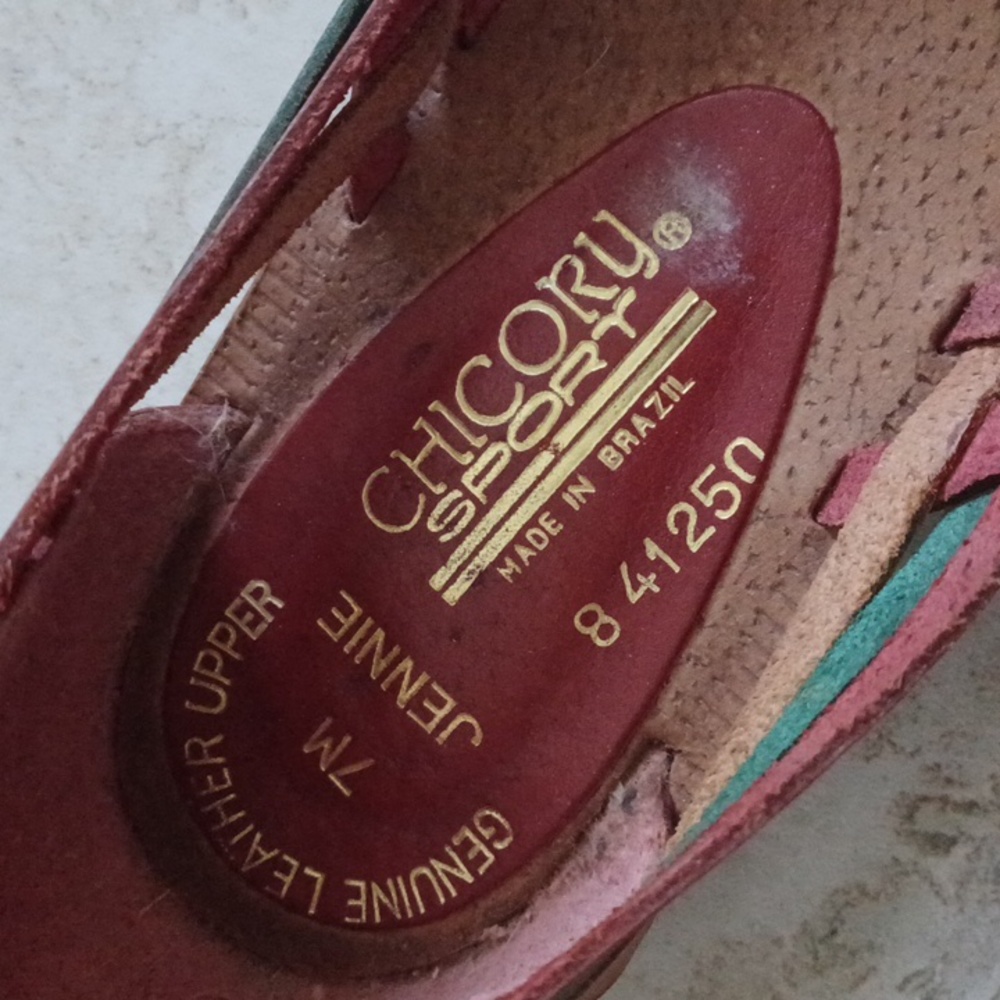 CHICORY®
SPORT
MADE IN BRAZIL
8 41250
JENNIE
7M
GENUINE LEATHER UPPER